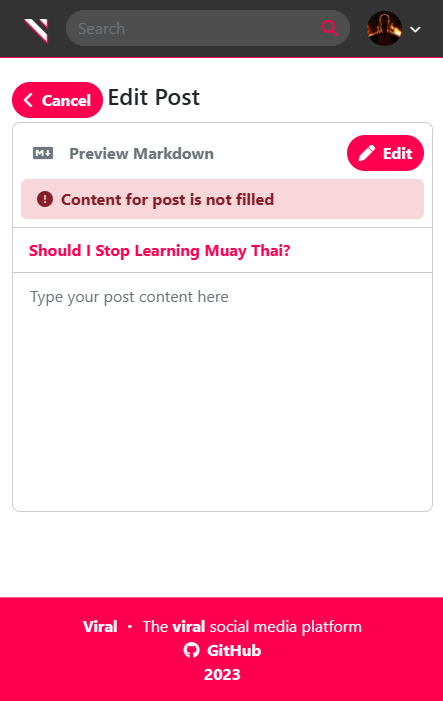 Search
Cancel Edit Post
Preview Markdown Edit
Content for post is not filled
Should I Stop Learning Muay Thai?
Type your post content here
Viral · The viral social media platform
GitHub
2023